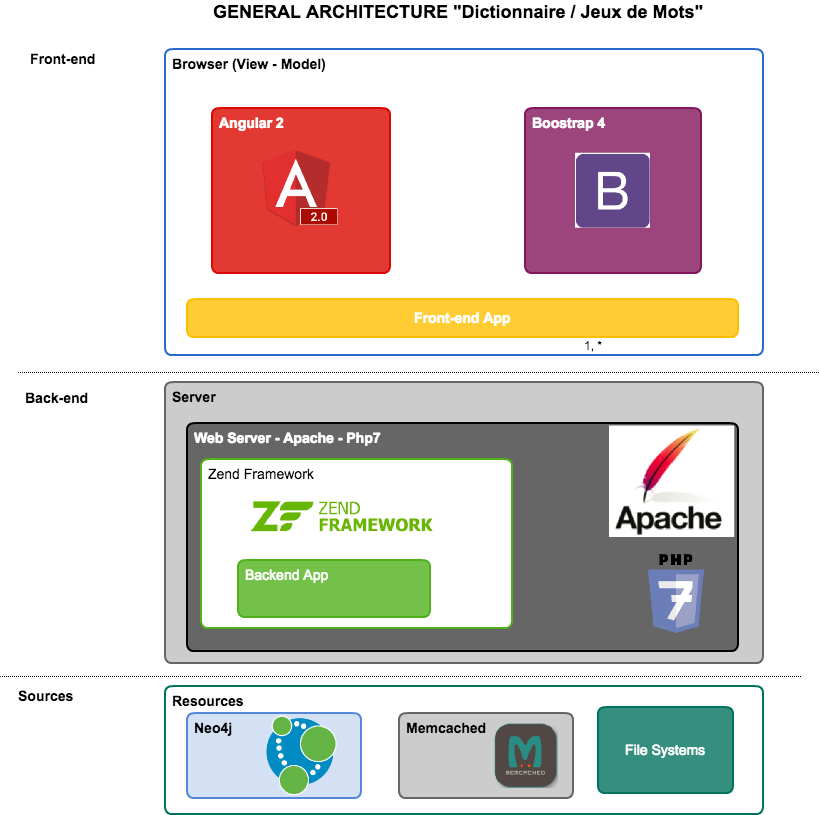 GENERAL ARCHITECTURE "Dictionnaire / Jeux de Mots"
Front-end
Browser (View - Model)
Angular 2
Boostrap 4
A
2.0
B
Front-end App
1, *
Back-end
Server
Web Server - Apache - Php7
Zend Framework
ZF ZEND
FRAMEWORK
Apache
Backend App
PHP
7
Sources
Resources
Neo4j
Memcached
M
MEMCACHED
File Systems